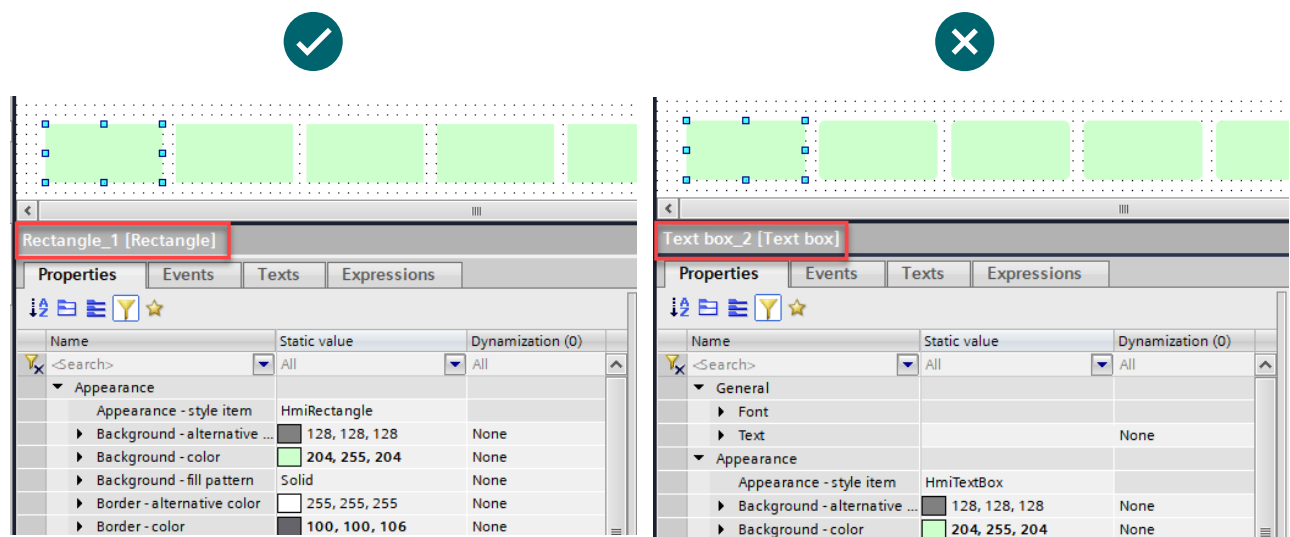 Rectangle_1 [Rectangle]
Properties Events Texts Expressions
Name Static value Dynamization (0)
<Search> All All
Appearance
Appearance - style item HmiRectangle
Background - alternative ... 128, 128, 128 None
Background - color 204, 255, 204 None
Background - fill pattern Solid None
Border - alternative color 255, 255, 255 None
Border - color 100, 100, 106 None
Text box_2 [Text box]
Properties Events Texts Expressions
Name Static value Dynamization (0)
<Search> All All
General
Font
Text None
Appearance
Appearance - style item HmiTextBox
Background - alternative ... 128, 128, 128 None
Background - color 204, 255, 204 None